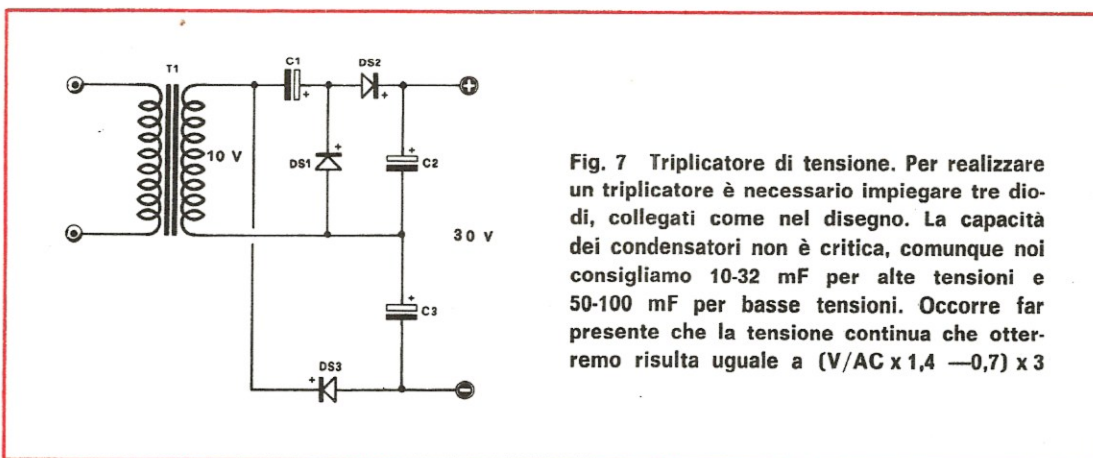 T1
C1
DS2
+
+
+
10 V
DS1
+
+
C2
30 V
+
C3
DS3
+
−
Fig. 7 Triplicatore di tensione. Per realizzare
un triplicatore è necessario impiegare tre dio-
di, collegati come nel disegno. La capacità
dei condensatori non è critica, comunque noi
consigliamo 10-32 mF per alte tensioni e
50-100 mF per basse tensioni. Occorre far
presente che la tensione continua che otter-
remo risulta uguale a (V/AC x 1,4 —0,7) x 3